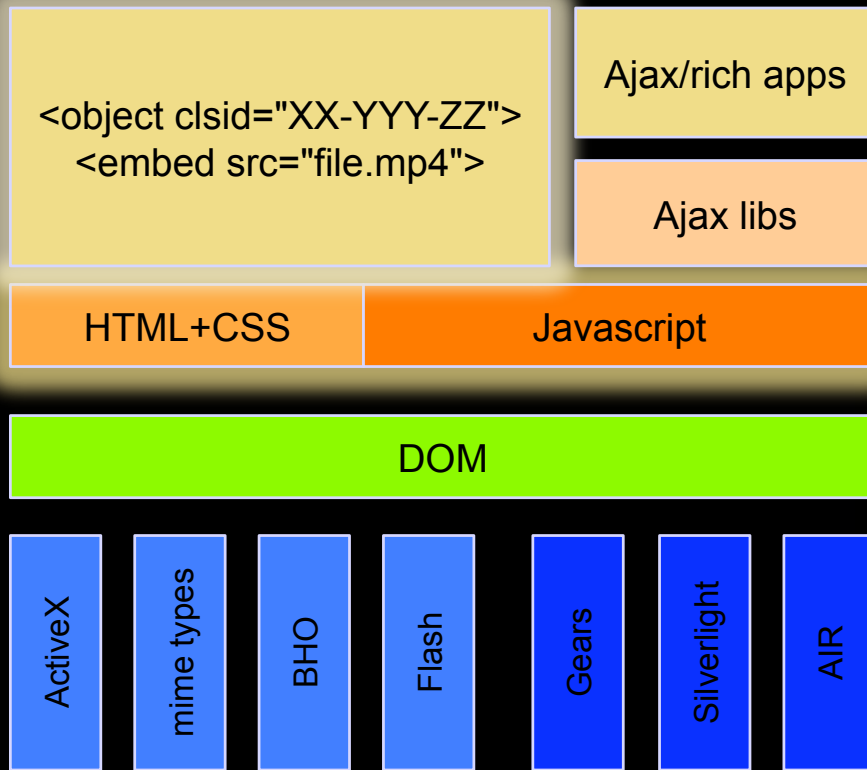 <object clsid="XX-YYY-ZZ">
<embed src="file.mp4">
Ajax/rich apps
Ajax libs
HTML+CSS
Javascript
DOM
ActiveX
mime types
BHO
Flash
Gears
Silverlight
AIR